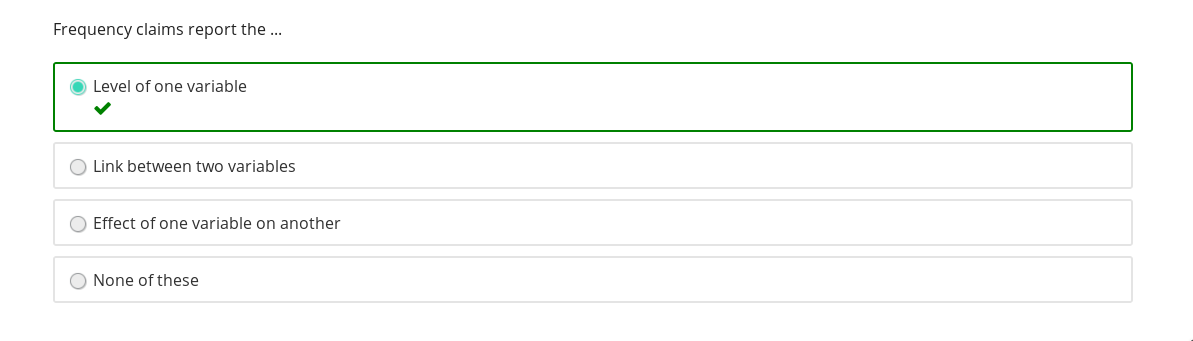 Frequency claims report the ...
Level of one variable
Link between two variables
Effect of one variable on another
None of these